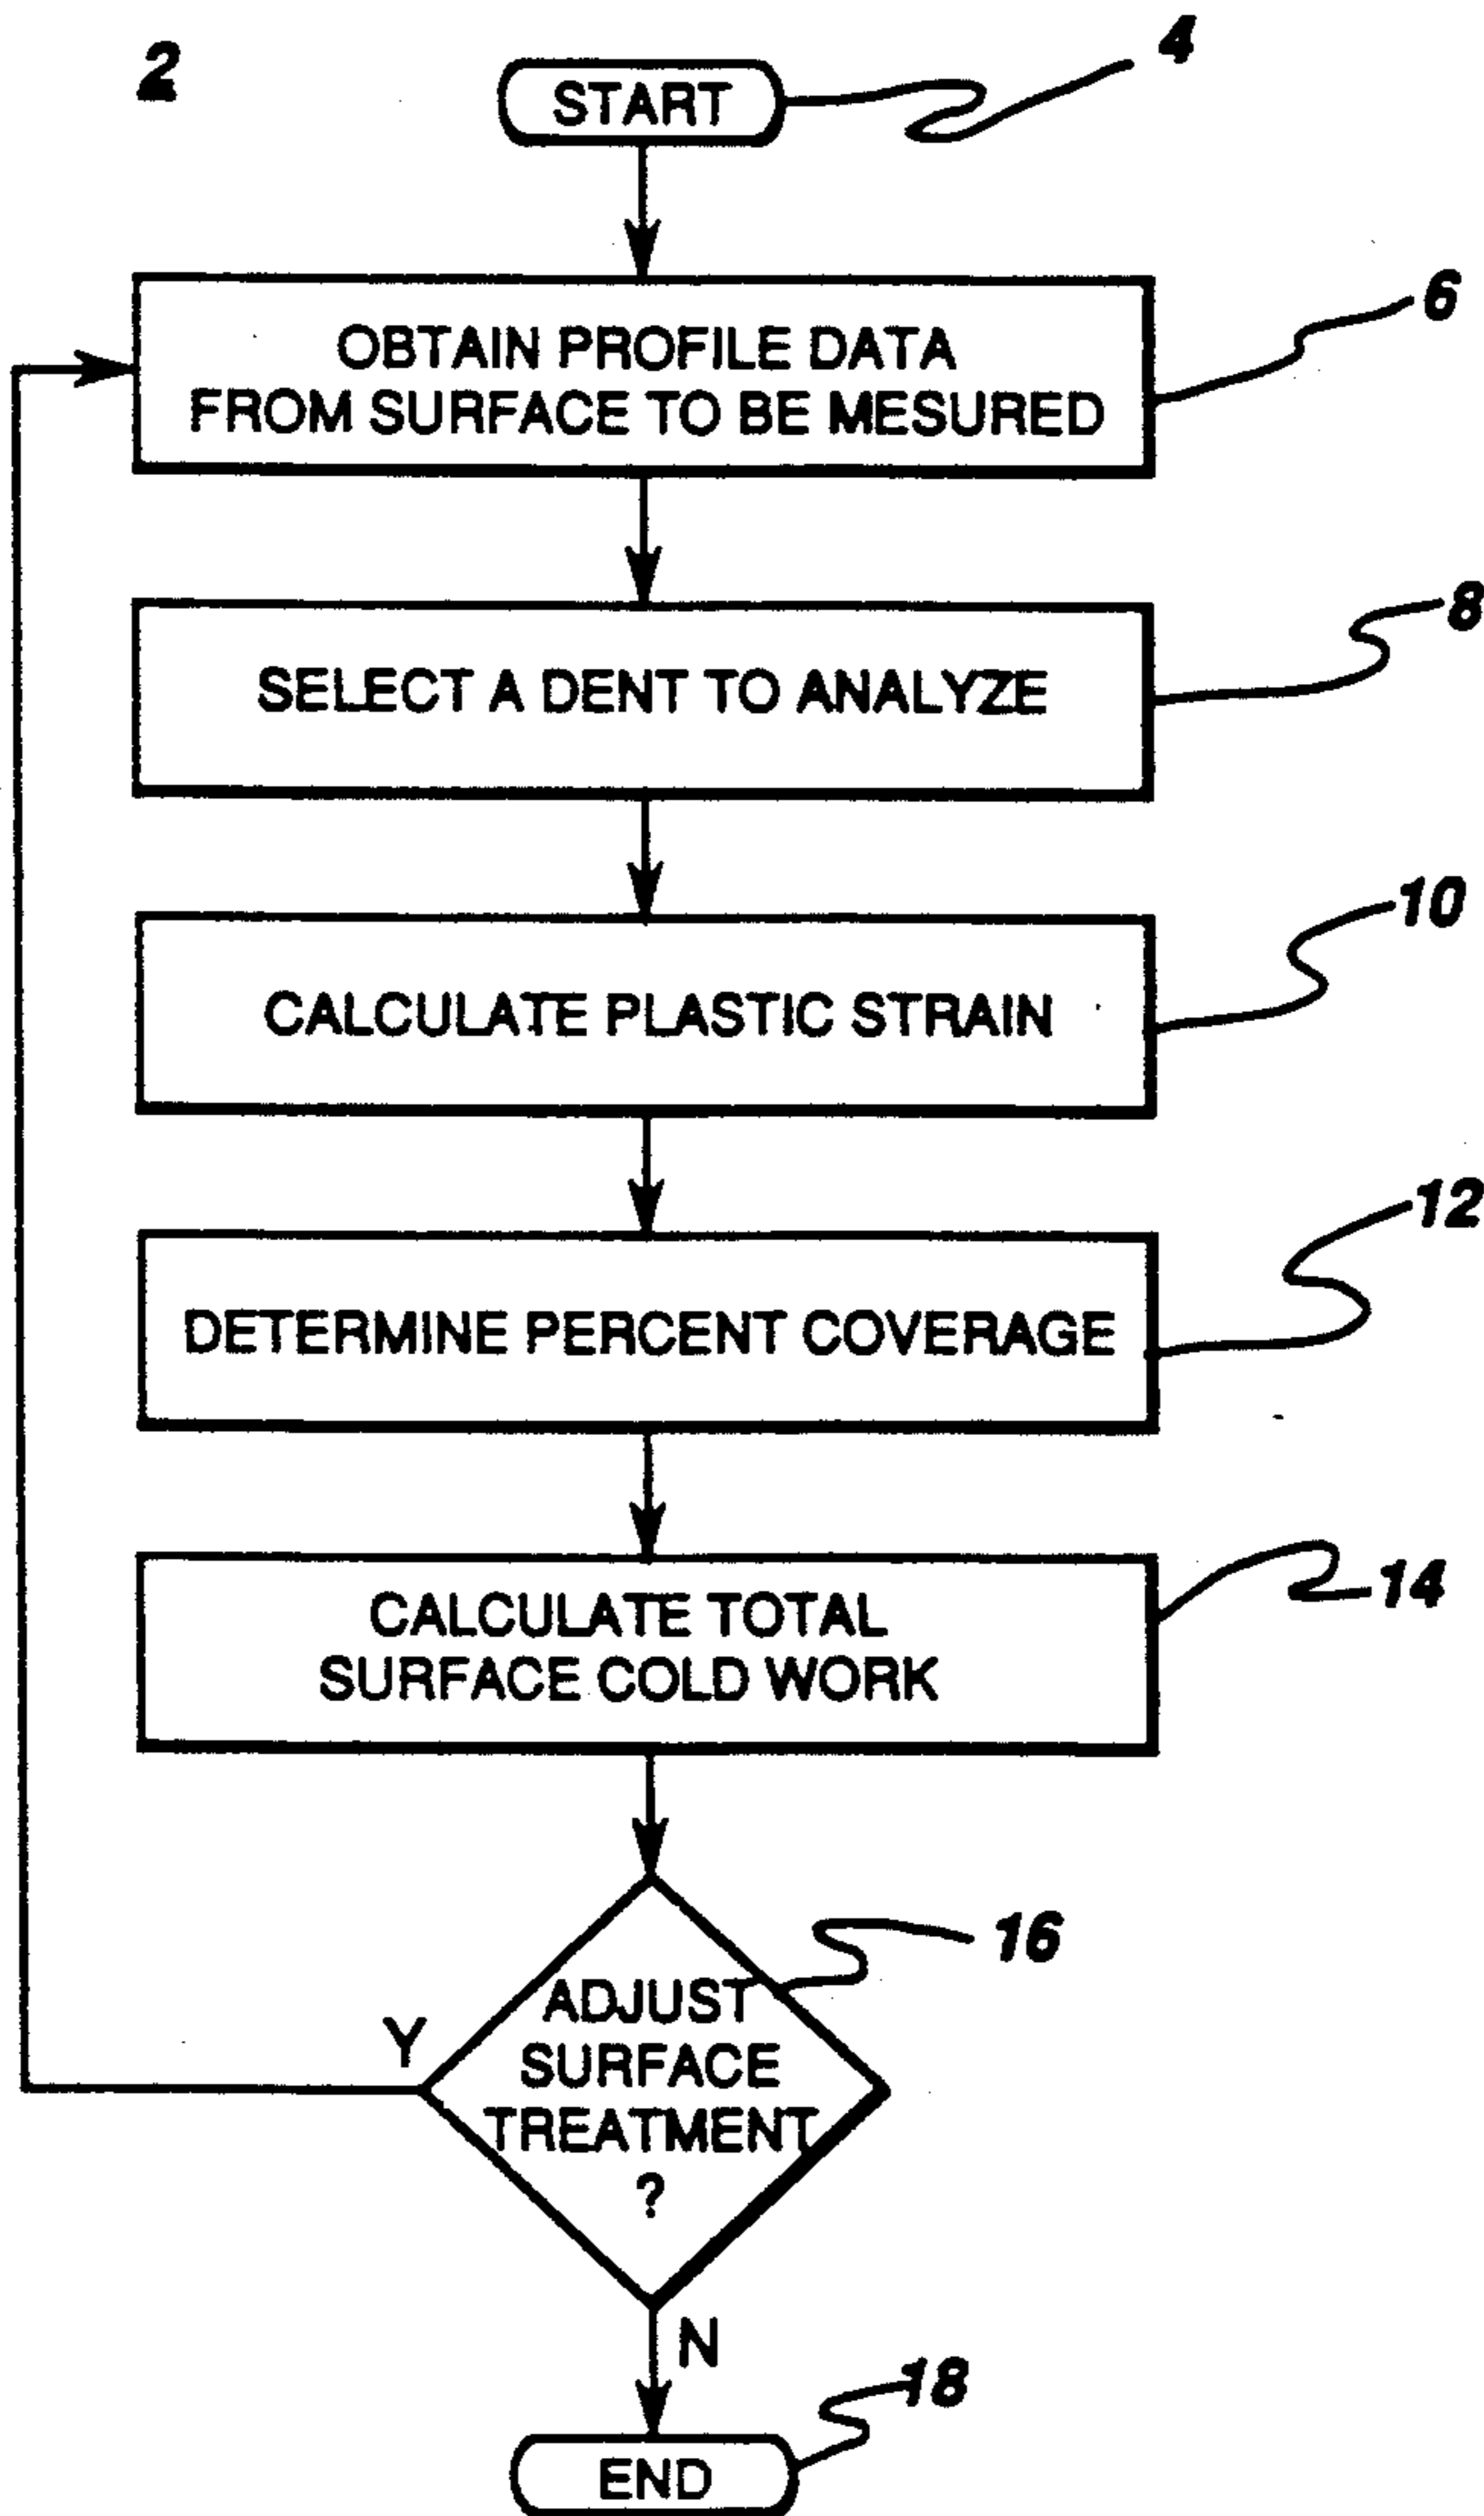 2
START
4
OBTAIN PROFILE DATA
FROM SURFACE TO BE MESURED
6
SELECT A DENT TO ANALYZE
8
CALCULATE PLASTIC STRAIN
10
DETERMINE PERCENT COVERAGE
12
CALCULATE TOTAL
SURFACE COLD WORK
14
ADJUST
SURFACE
TREATMENT
?
16
Y
N
END
18